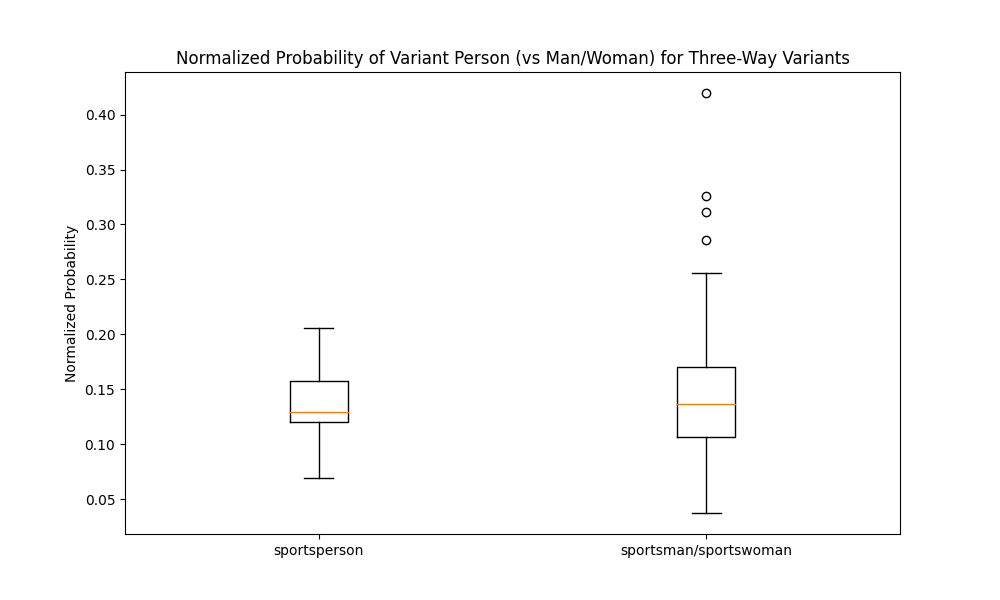 Normalized Probability of Variant Person (vs Man/Woman) for Three-Way Variants
Normalized Probability
0.40
0.35
0.30
0.25
0.20
0.15
0.10
0.05
sportsperson
sportsman/sportswoman